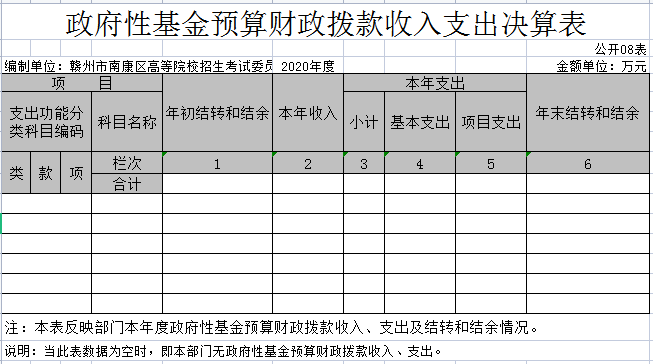 政府性基金预算财政拨款收入支出决算表
公开08表
编制单位：赣州市南康区高等院校招生考试委员 2020年度 金额单位：万元
项 目 年初结转和结余 本年收入 本年支出 年末结转和结余
支出功能分类科目编码 科目名称 小计 基本支出 项目支出
类 款 项 栏次 1 2 3 4 5 6
合计
注：本表反映部门本年度政府性基金预算财政拨款收入、支出及结转和结余情况。
说明：当此表数据为空时，即本部门无政府性基金预算财政拨款收入、支出。